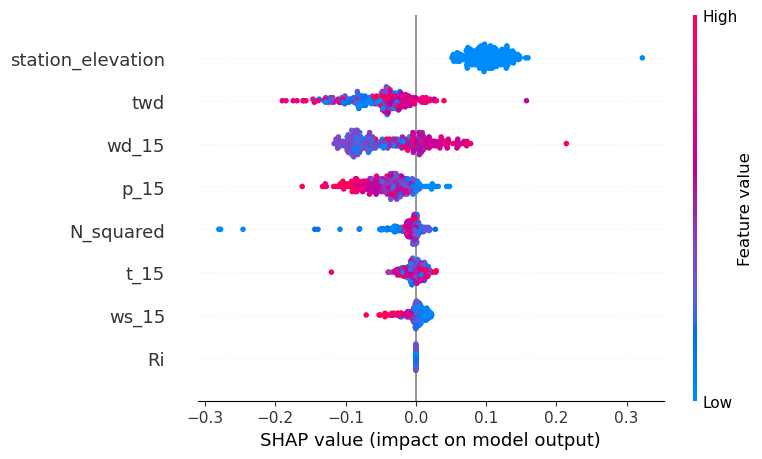 High
station_elevation
twd
wd_15
p_15
N_squared
t_15
ws_15
Ri
Low
−0.3 −0.2 −0.1 0.0 0.1 0.2 0.3
SHAP value (impact on model output)
Feature value